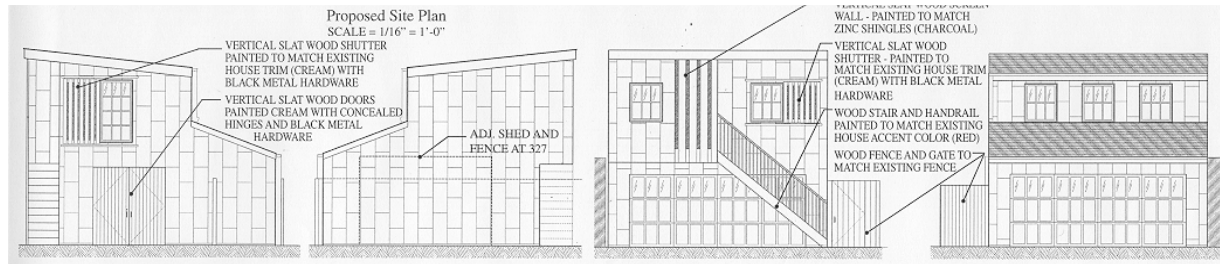 Proposed Site Plan
SCALE = 1/16" = 1'-0"
VERTICAL SLAT WOOD SHUTTER
PAINTED TO MATCH EXISTING
HOUSE TRIM (CREAM) WITH
BLACK METAL HARDWARE
VERTICAL SLAT WOOD DOORS
PAINTED CREAM WITH CONCEALED
HINGES AND BLACK METAL
HARDWARE
ADJ. SHED AND
FENCE AT 327
VERTICAL SLAT WOOD SCREEN
WALL - PAINTED TO MATCH
ZINC SHINGLES (CHARCOAL)
VERTICAL SLAT WOOD
SHUTTER - PAINTED TO
MATCH EXISTING HOUSE TRIM
(CREAM) WITH BLACK METAL
HARDWARE
WOOD STAIR AND HANDRAIL
PAINTED TO MATCH EXISTING
HOUSE ACCENT COLOR (RED)
WOOD FENCE AND GATE TO
MATCH EXISTING FENCE